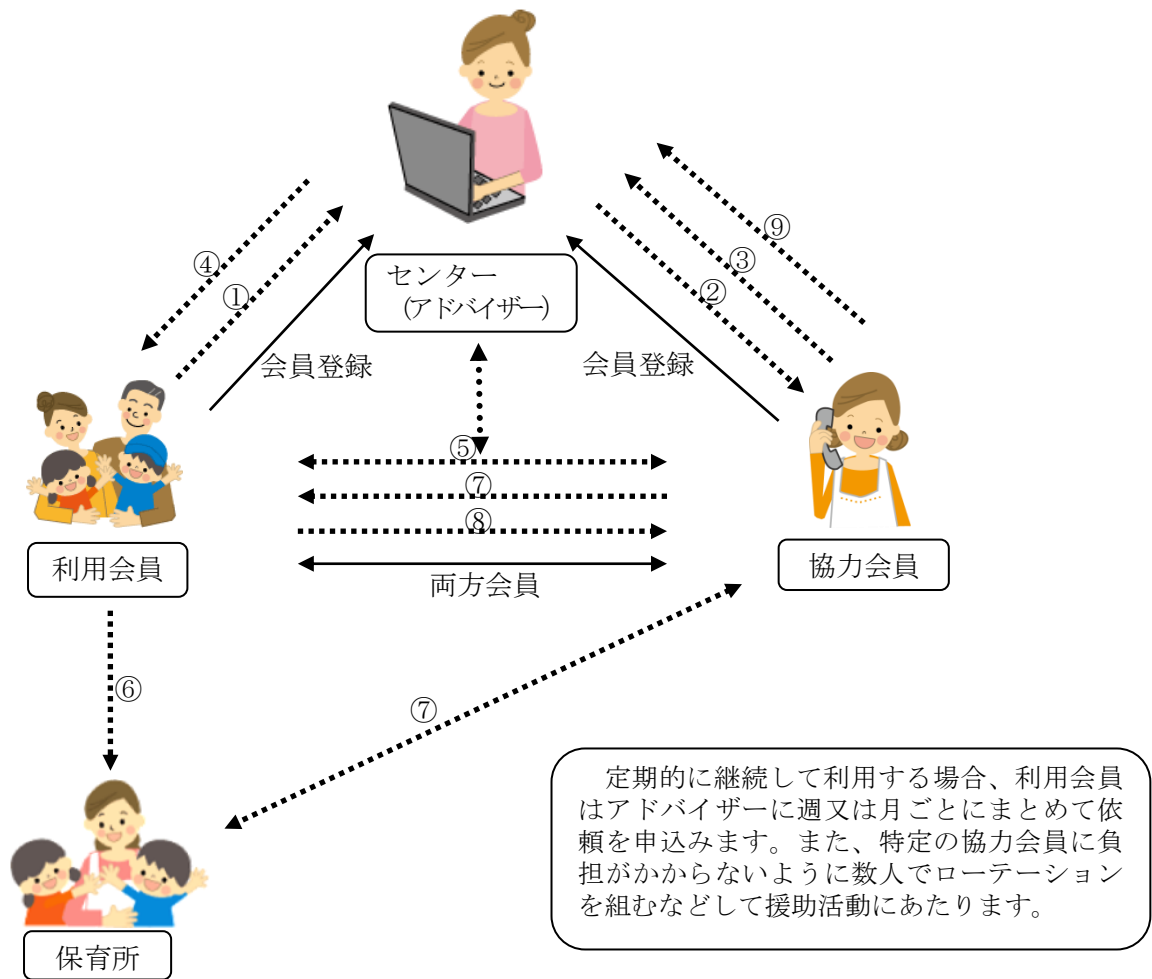 ⑨
④
③
①
②
センター
(アドバイザー)
会員登録
会員登録
⑤
⑦
⑧
両方会員
利用会員
協力会員
⑥
⑦
定期的に継続して利用する場合、利用会員
はアドバイザーに週又は月ごとにまとめて依
頼を申込みます。また、特定の協力会員に負
担がかからないように数人でローテーション
を組むなどして援助活動にあたります。
保育所